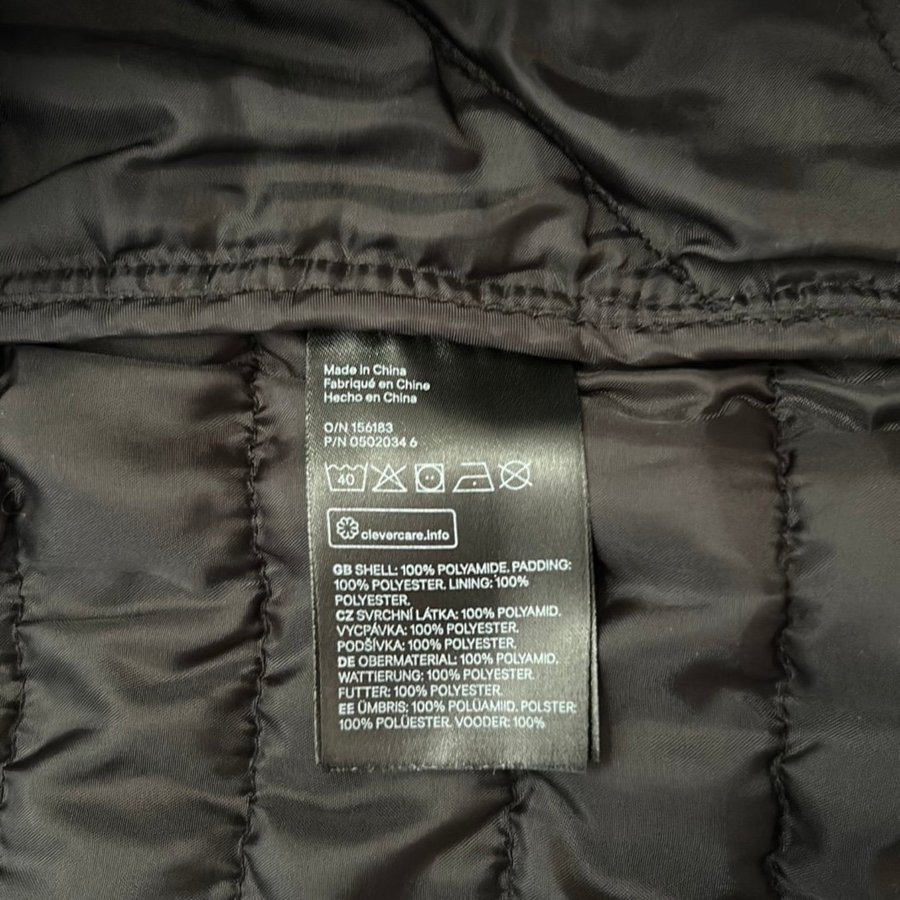 Made in China
Fabriqué en Chine
Hecho en China
O/N 156183
P/N 0502034 6
40
clevercare.info
GB SHELL: 100% POLYAMIDE. PADDING:
100% POLYESTER. LINING: 100%
POLYESTER.
CZ SVRCHNÍ LÁTKA: 100% POLYAMID.
VYCPÁVKA: 100% POLYESTER.
PODŠÍVKA: 100% POLYESTER.
DE OBERMATERIAL: 100% POLYAMID.
WATTIERUNG: 100% POLYESTER.
FUTTER: 100% POLYESTER.
EE ÜMBRIS: 100% POLÜAMIID. POLSTER:
100% POLÜESTER. VOODER: 100%